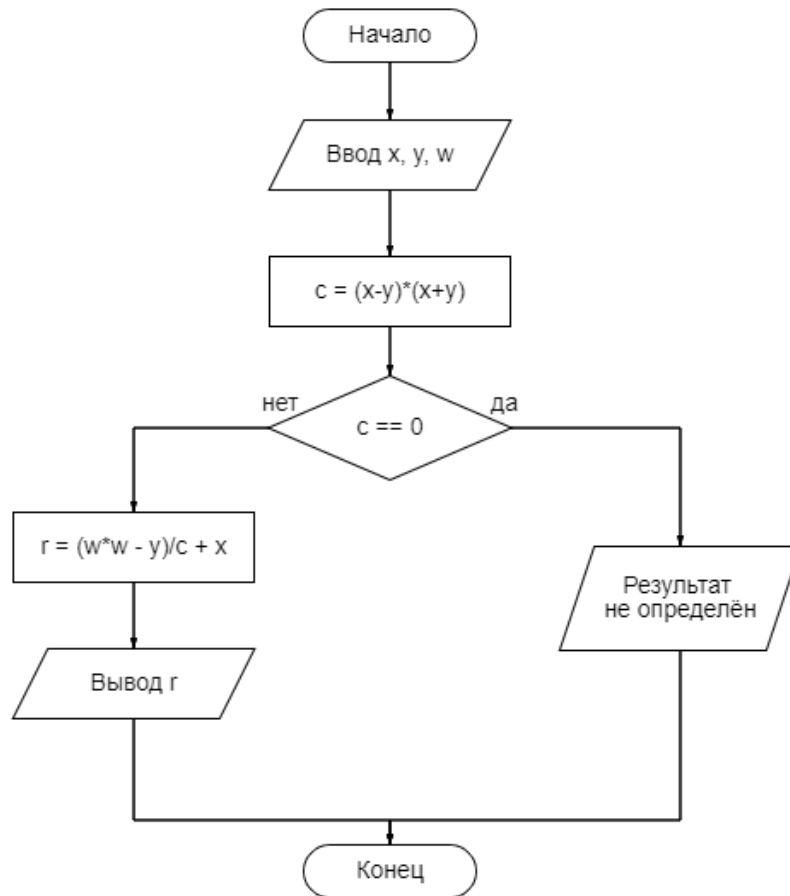 Начало
Ввод x, y, w
c = (x-y)*(x+y)
нет
да
c == 0
r = (w*w - y)/c + x
Результат
не определён
Вывод r
Конец